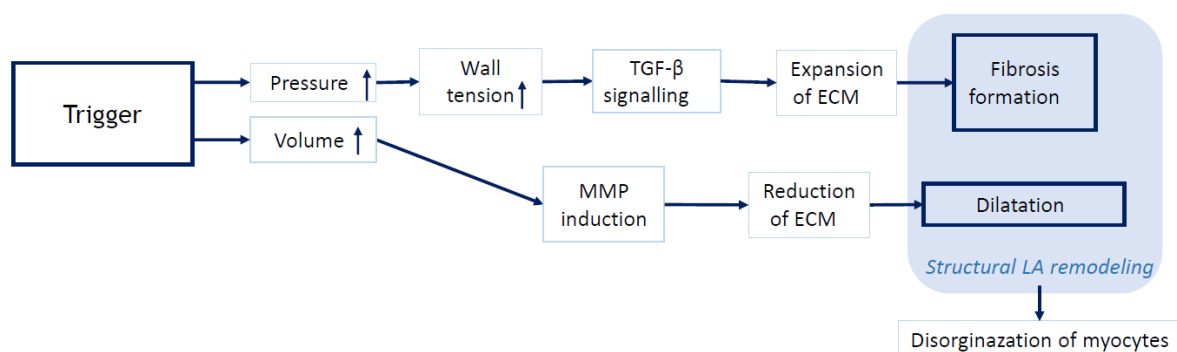 Trigger
Pressure
Wall
tension
TGF-β
signalling
Expansion
of ECM
Fibrosis
formation
Volume
MMP
induction
Reduction
of ECM
Dilatation
Structural LA remodeling
Disorginazation of myocytes